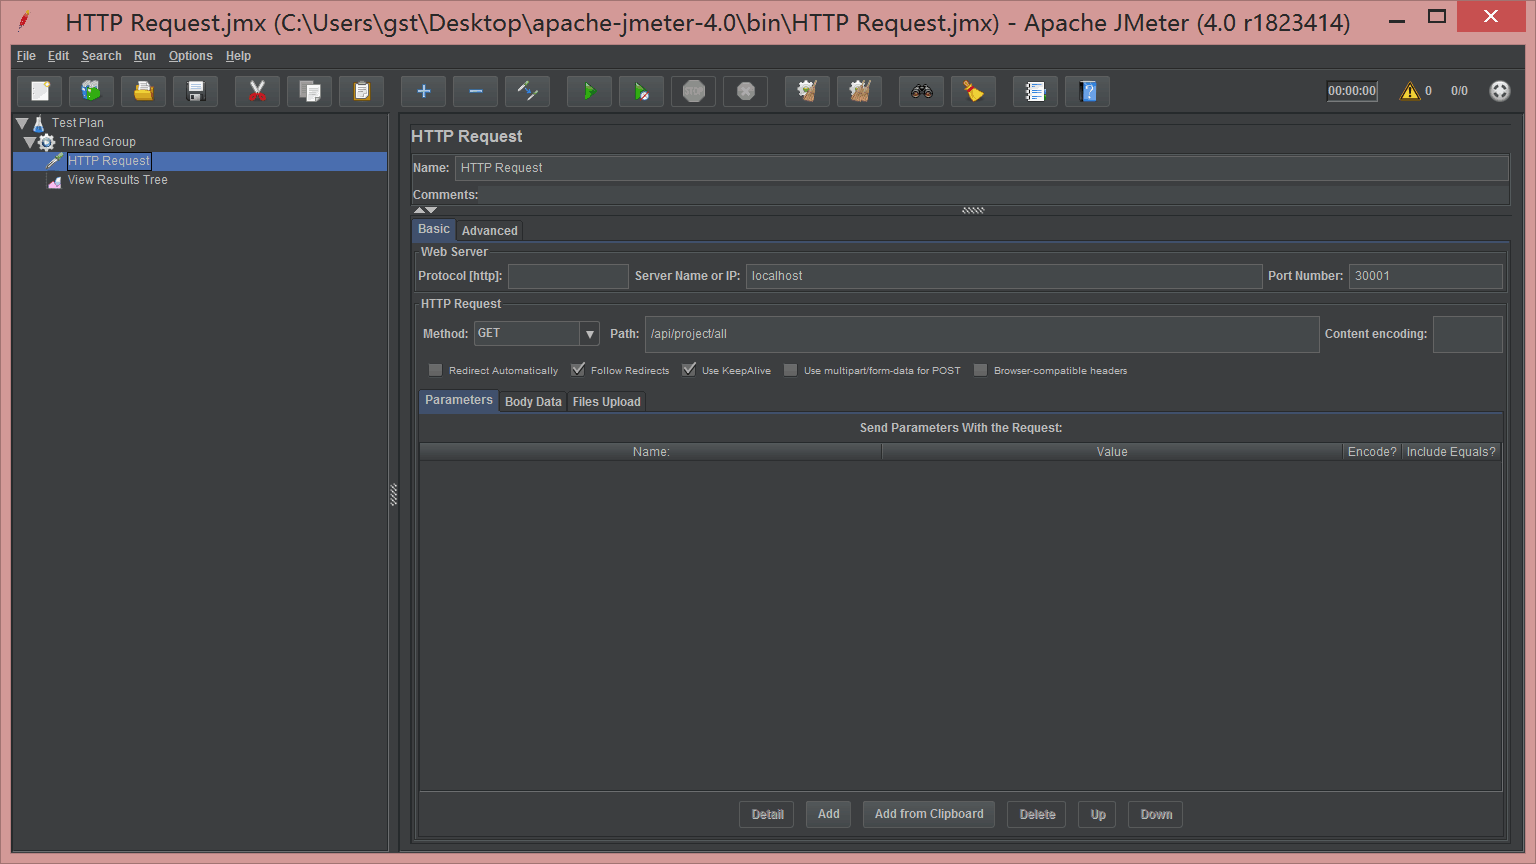 HTTP Request.jmx (C:\Users\gst\Desktop\apache-jmeter-4.0\bin\HTTP Request.jmx) - Apache JMeter (4.0 r1823414)
File Edit Search Run Options Help
STOP 00:00:00 0 0/0
Test Plan
Thread Group
HTTP Request
View Results Tree
HTTP Request
Name: HTTP Request
Comments:
Basic Advanced
Web Server
Protocol [http]: Server Name or IP: localhost Port Number: 30001
HTTP Request
Method: GET Path: /api/project/all Content encoding:
Redirect Automatically Follow Redirects Use KeepAlive Use multipart/form-data for POST Browser-compatible headers
Parameters Body Data Files Upload
Send Parameters With the Request:
Name: Value Encode? Include Equals?
Detail Add Add from Clipboard Delete Up Down